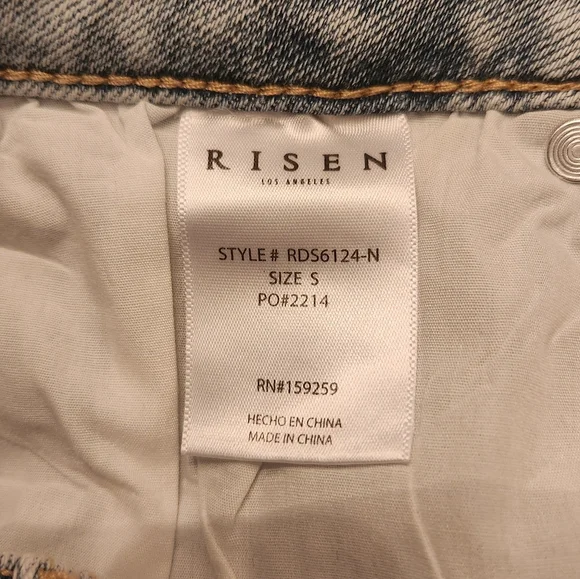 RISEN
LOS ANGELES
STYLE# RDS6124-N
SIZE S
PO#2214
RN#159259
HECHO EN CHINA
MADE IN CHINA